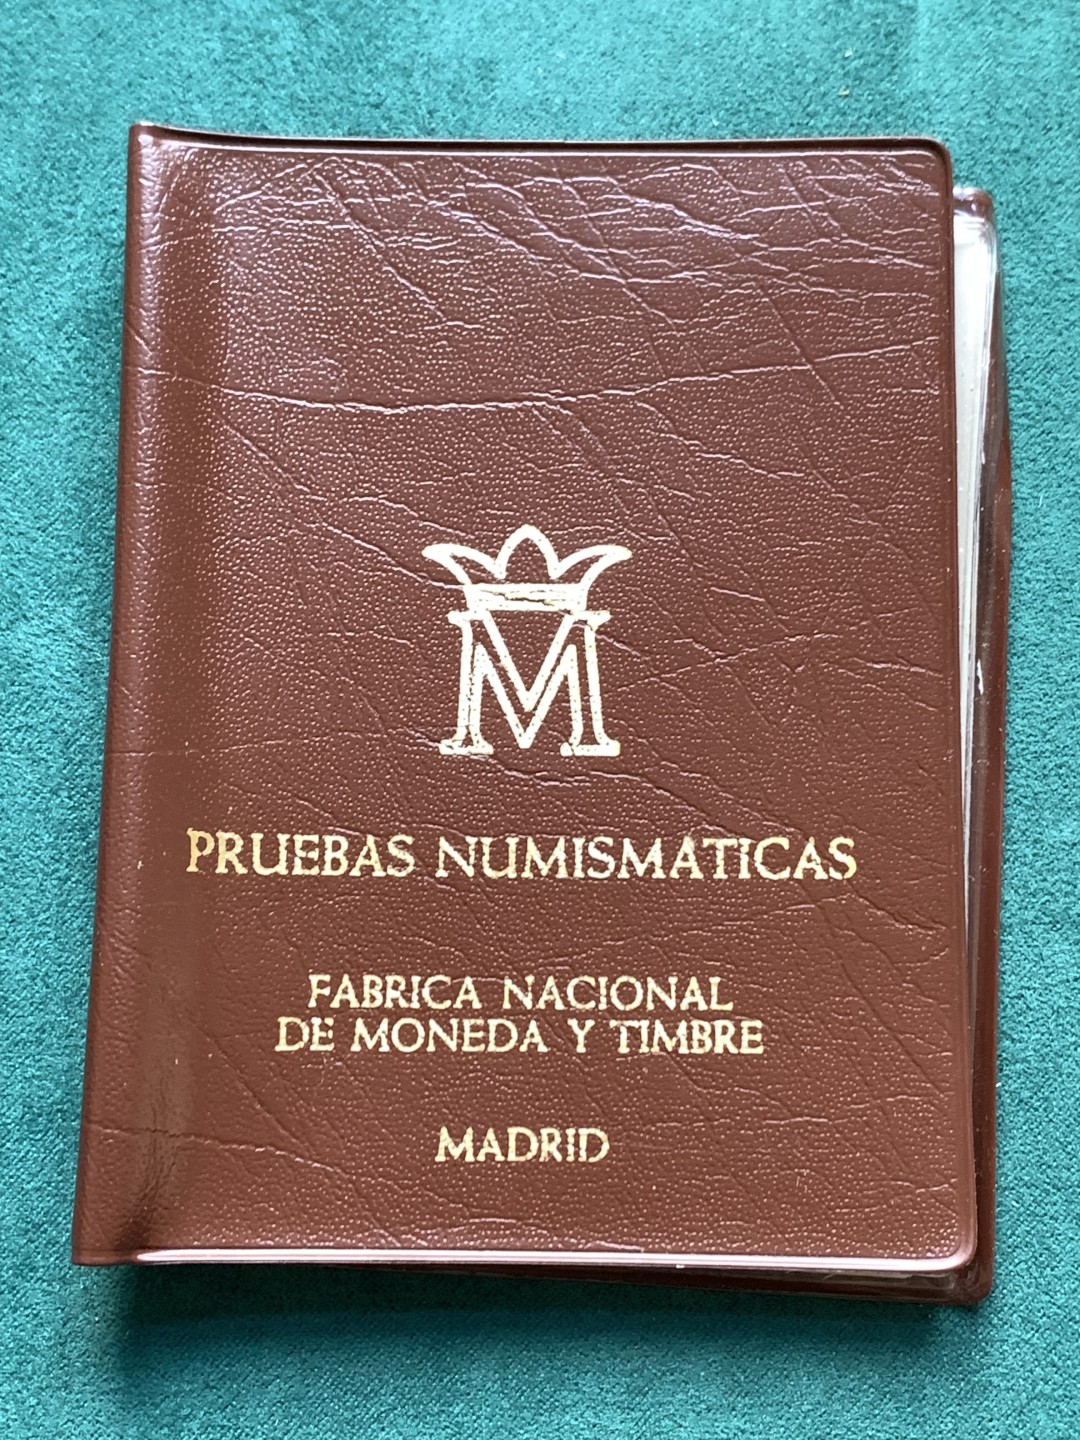 M
PRUEBAS NUMISMATICAS
FABRICA NACIONAL
DE MONEDA Y TIMBRE
MADRID